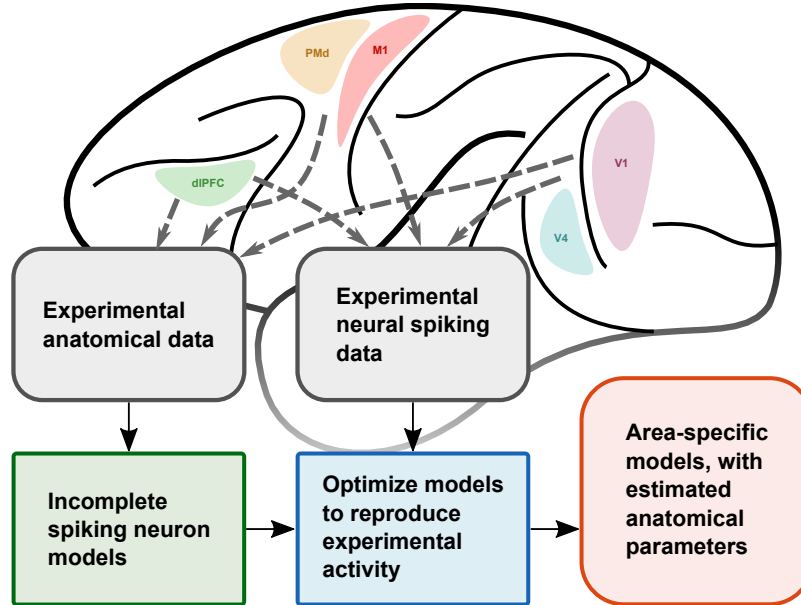 PMd
M1
dlPFC
V1
V4
Experimental
anatomical data
Experimental
neural spiking
data
Incomplete
spiking neuron
models
Optimize models
to reproduce
experimental
activity
Area-specific
models, with
estimated
anatomical
parameters